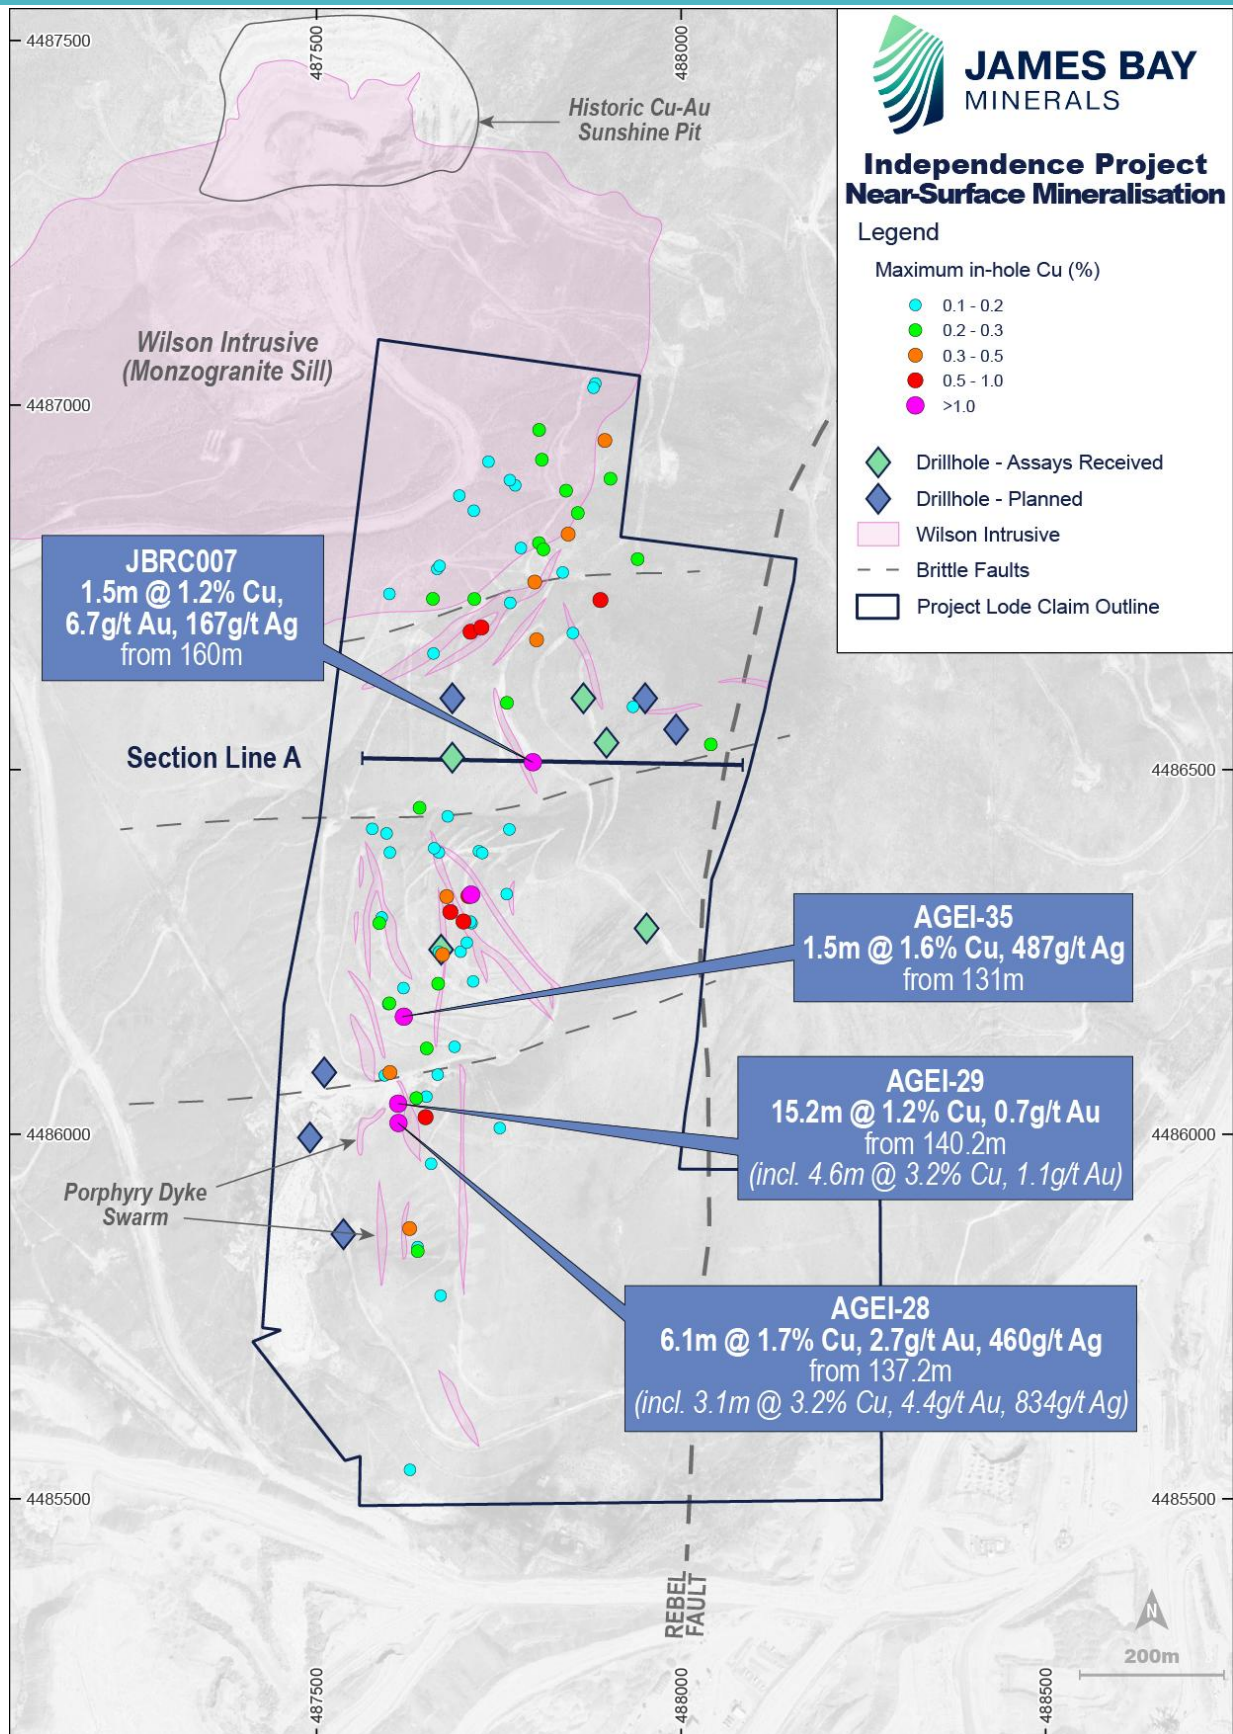 487500
488000
4487500
JAMES BAY
MINERALS
Historic Cu-Au
Sunshine Pit
Independence Project
Near-Surface Mineralisation
Legend
Maximum in-hole Cu (%)
0.1 - 0.2
0.2 - 0.3
0.3 - 0.5
0.5 - 1.0
>1.0
Drillhole - Assays Received
Drillhole - Planned
Wilson Intrusive
Brittle Faults
Project Lode Claim Outline
Wilson Intrusive
(Monzogranite Sill)
4487000
JBRC007
1.5m @ 1.2% Cu,
6.7g/t Au, 167g/t Ag
from 160m
Section Line A
4486500
AGEI-35
1.5m @ 1.6% Cu, 487g/t Ag
from 131m
AGEI-29
15.2m @ 1.2% Cu, 0.7g/t Au
from 140.2m
(incl. 4.6m @ 3.2% Cu, 1.1g/t Au)
4486000
4486000
Porphyry Dyke
Swarm
AGEI-28
6.1m @ 1.7% Cu, 2.7g/t Au, 460g/t Ag
from 137.2m
(incl. 3.1m @ 3.2% Cu, 4.4g/t Au, 834g/t Ag)
4485500
4485500
REBEL
FAULT
N
200m
487500
488000
488500